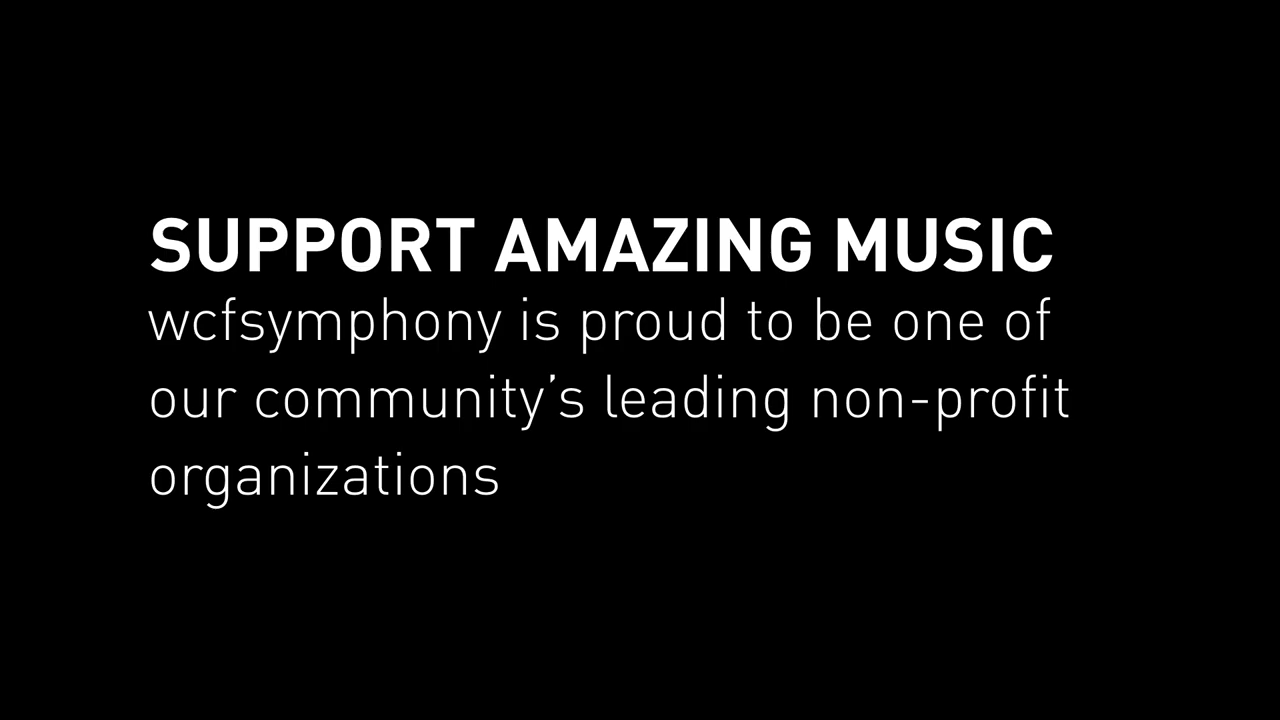 SUPPORT AMAZING MUSIC
wcfsymphony is proud to be one of
our community’s leading non-profit
organizations